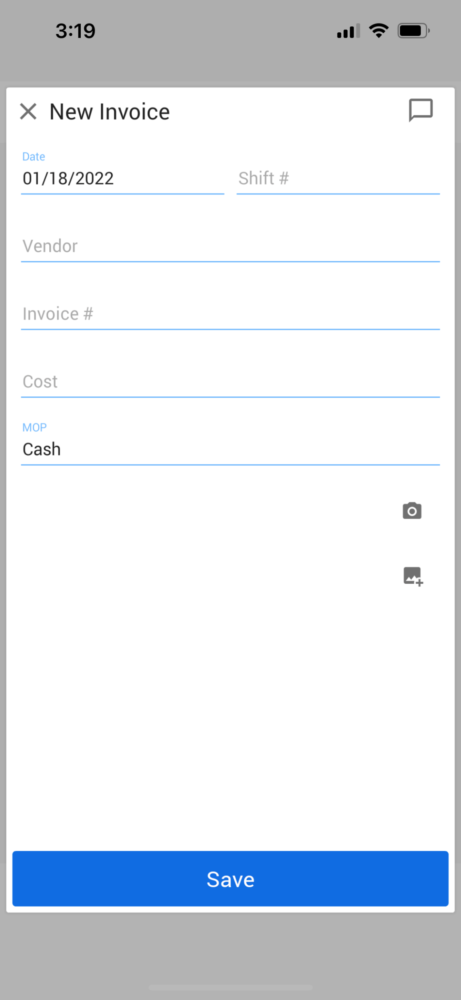 3:19
New Invoice
Date
01/18/2022
Shift #
Vendor
Invoice #
Cost
MOP
Cash
Save